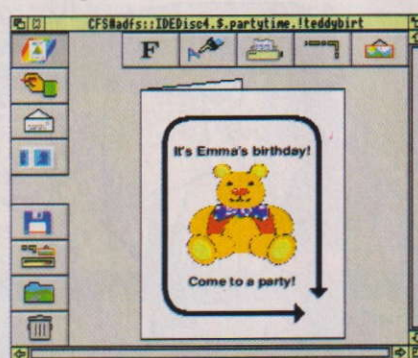 CFS#adfs::IDEDisc4.$.partytime.!teddybirt
F
It's Emma's birthday!
Come to a party!